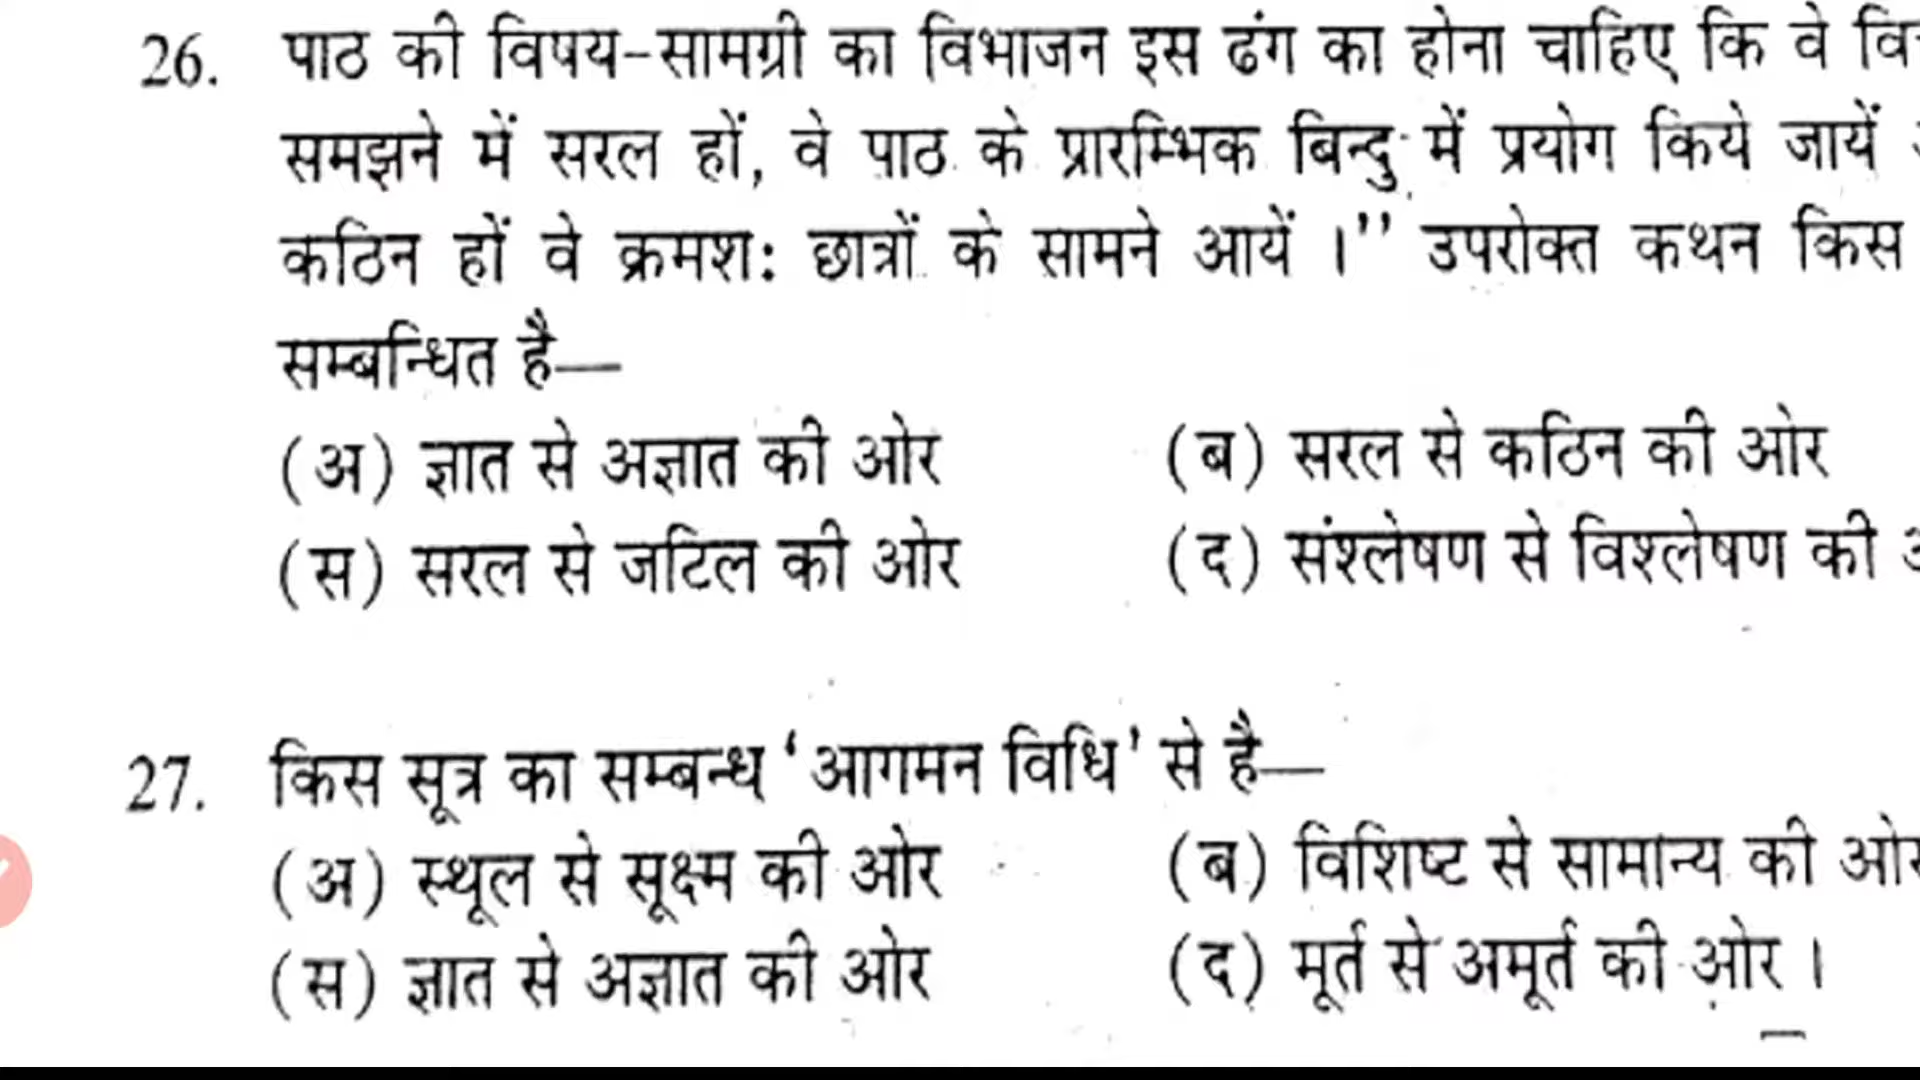 26. पाठ की विषय-सामग्री का विभाजन इस ढंग का होना चाहिए कि वे
समझने में सरल हों, वे पाठ के प्रारम्भिक बिन्दु में प्रयोग किये जायें
कठिन हों वे क्रमश: छात्रों के सामने आयें ।’’ उपरोक्त कथन किस
सम्बन्धित है—
(अ) ज्ञात से अज्ञात की ओर (ब) सरल से कठिन की ओर
(स) सरल से जटिल की ओर (द) संश्लेषण से विश्लेषण की
27. किस सूत्र का सम्बन्ध ‘आगमन विधि’ से है—
(अ) स्थूल से सूक्ष्म की ओर (ब) विशिष्ट से सामान्य की ओर
(स) ज्ञात से अज्ञात की ओर (द) मूर्त से अमूर्त की ओर ।